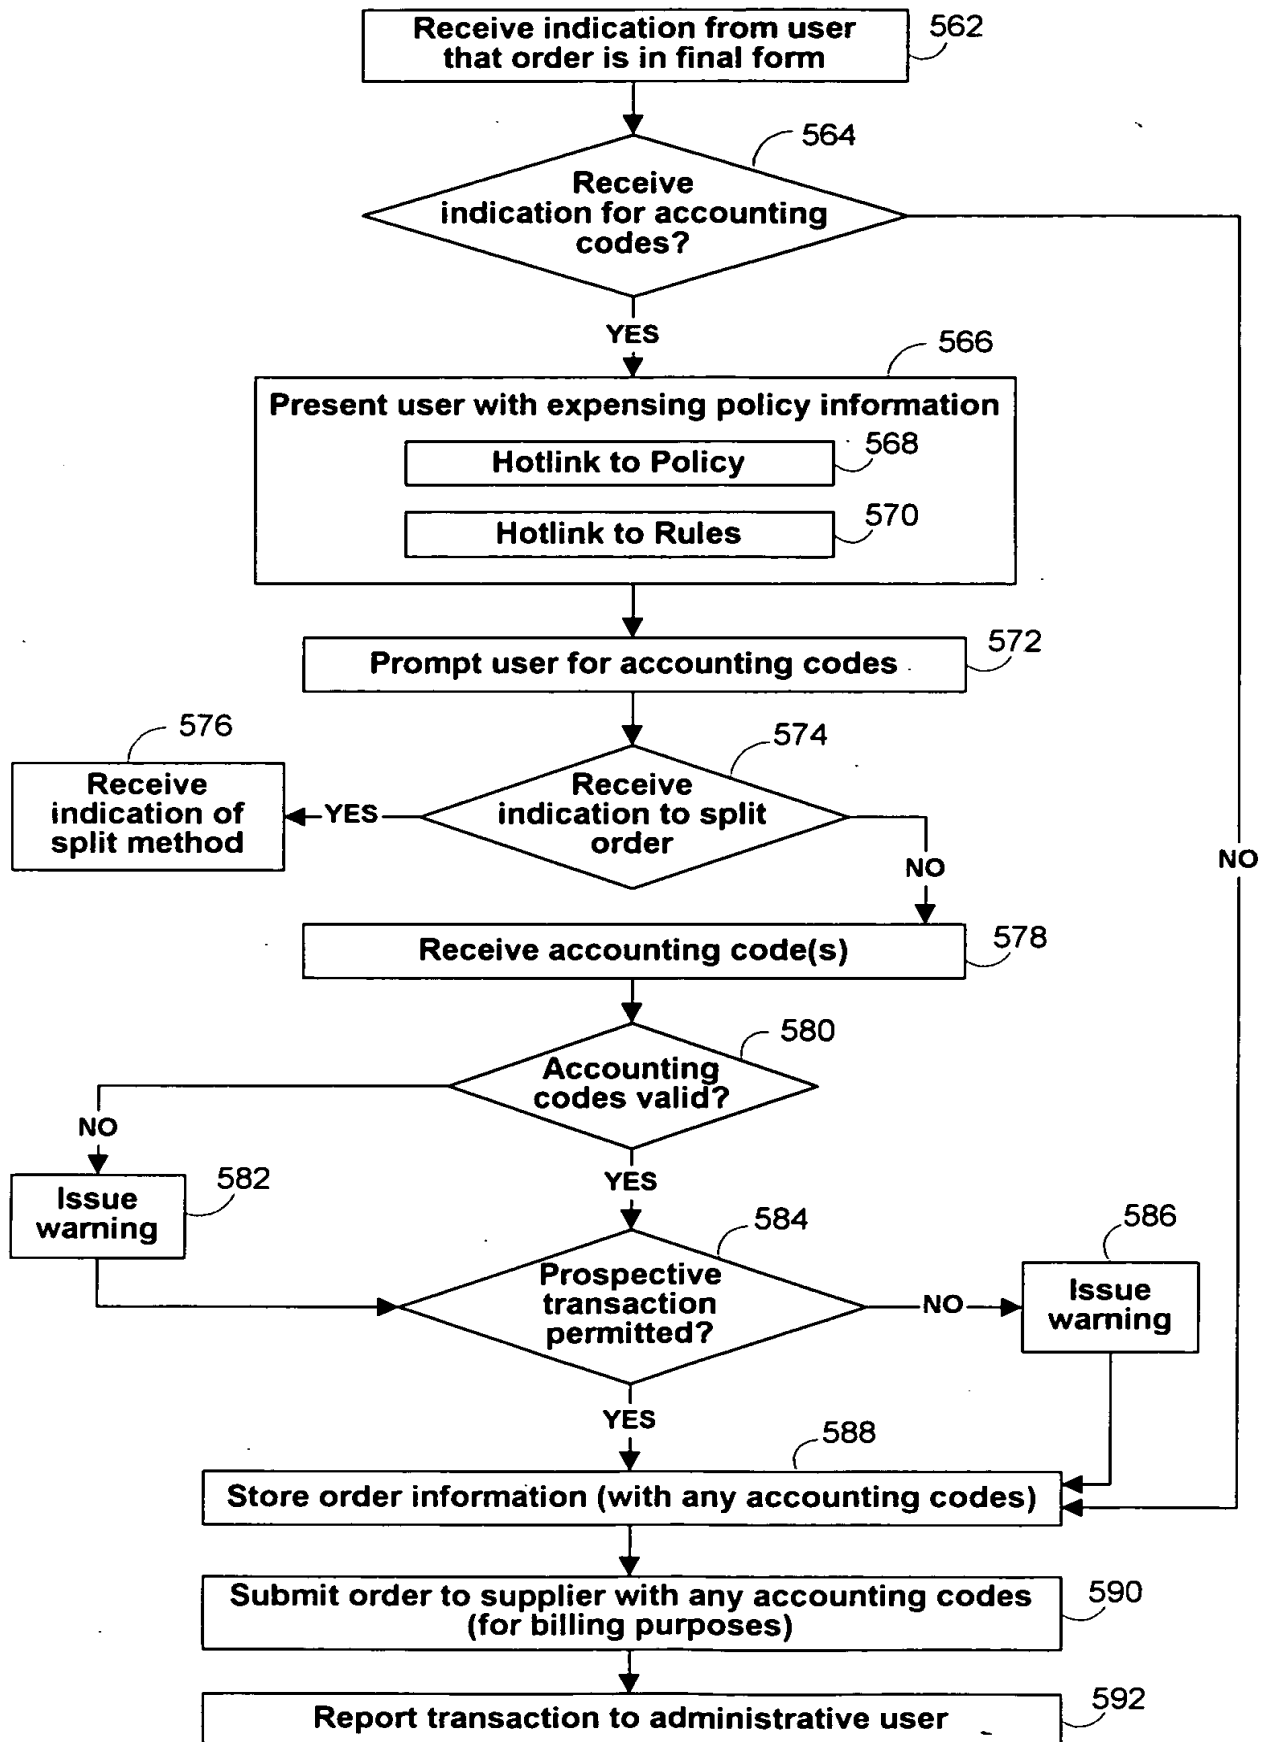 Receive indication from user
that order is in final form
562
564
Receive
indication for accounting
codes?
YES
566
Present user with expensing policy information
Hotlink to Policy
568
Hotlink to Rules
570
Prompt user for accounting codes
572
576
574
Receive
indication of
split method
YES
Receive
indication to split
order
NO
NO
Receive accounting code(s)
578
580
Accounting
codes valid?
NO
YES
582
Issue
warning
584
586
Prospective
transaction
permitted?
NO
Issue
warning
YES
588
Store order information (with any accounting codes)
Submit order to supplier with any accounting codes
(for billing purposes)
590
Report transaction to administrative user
592